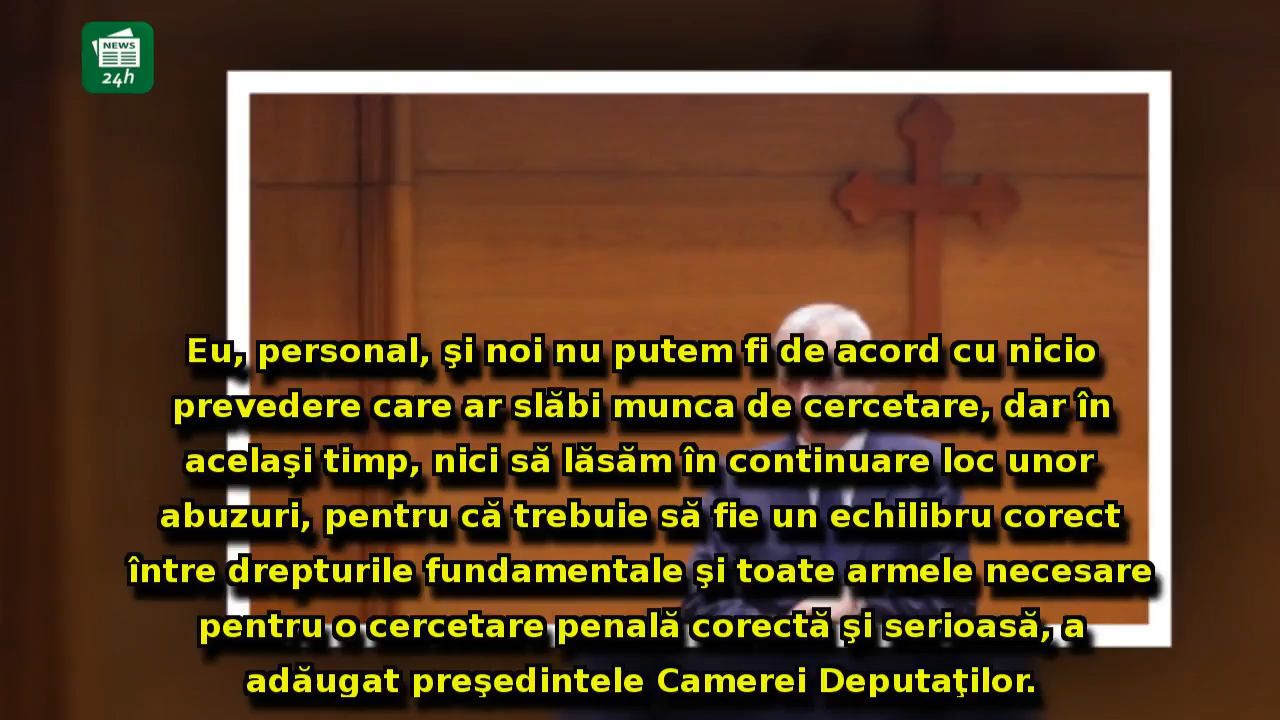 NEWS
24h
Eu, personal, şi noi nu putem fi de acord cu nicio
prevedere care ar slăbi munca de cercetare, dar în
acelaşi timp, nici să lăsăm în continuare loc unor
abuzuri, pentru că trebuie să fie un echilibru corect
între drepturile fundamentale şi toate armele necesare
pentru o cercetare penală corectă şi serioasă, a
adăugat preşedintele Camerei Deputaţilor.